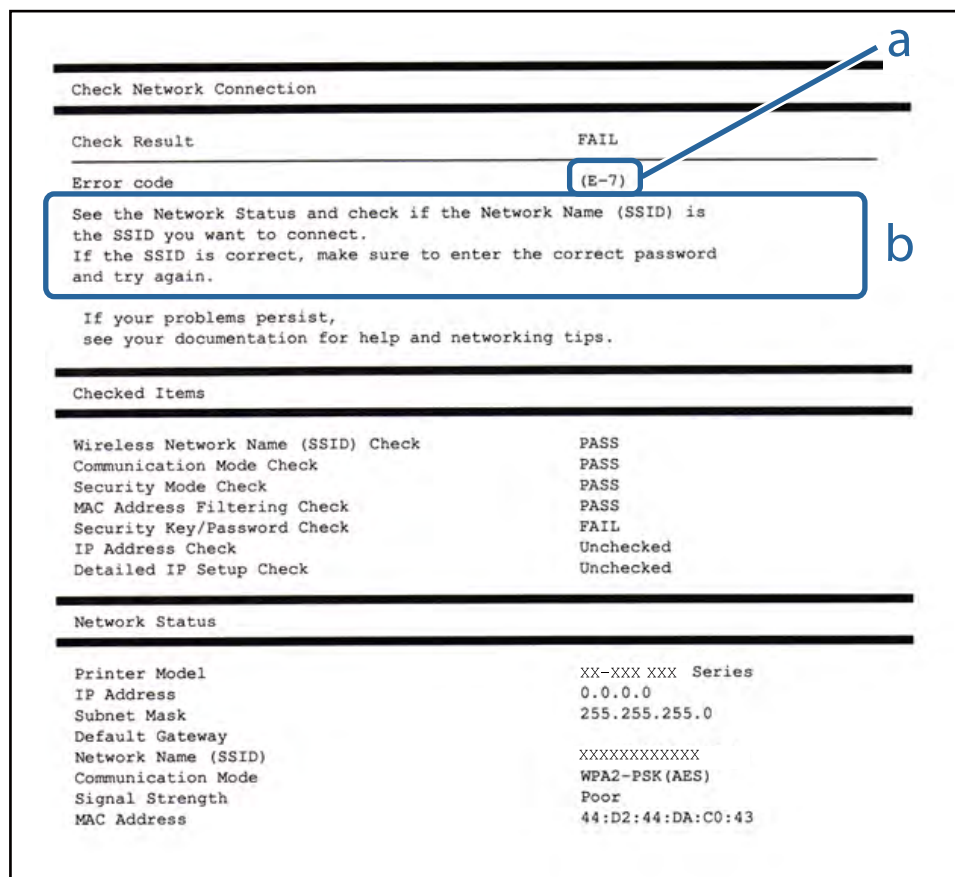 a
Check Network Connection
Check Result FAIL
Error code (E-7)
See the Network Status and check if the Network Name (SSID) is
the SSID you want to connect.
If the SSID is correct, make sure to enter the correct password
and try again.
b
If your problems persist,
see your documentation for help and networking tips.
Checked Items
Wireless Network Name (SSID) Check PASS
Communication Mode Check PASS
Security Mode Check PASS
MAC Address Filtering Check PASS
Security Key/Password Check FAIL
IP Address Check Unchecked
Detailed IP Setup Check Unchecked
Network Status
Printer Model XX-XXX XXX Series
IP Address 0.0.0.0
Subnet Mask 255.255.255.0
Default Gateway
Network Name (SSID) XXXXXXXXXXXX
Communication Mode WPA2-PSK(AES)
Signal Strength Poor
MAC Address 44:D2:44:DA:C0:43